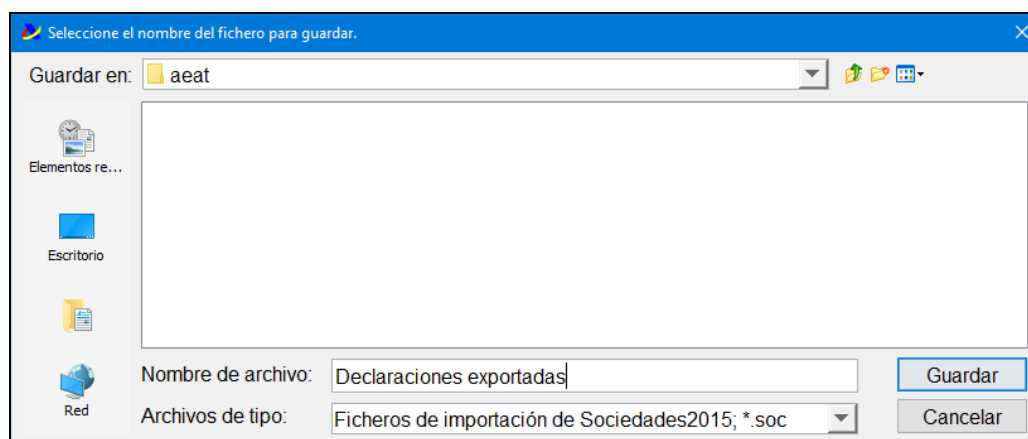 Seleccione el nombre del fichero para guardar.
Guardar en: aeat
Elementos re...
Escritorio
Red
Nombre de archivo: Declaraciones exportadas Guardar
Archivos de tipo: Ficheros de importación de Sociedades2015; *.soc Cancelar